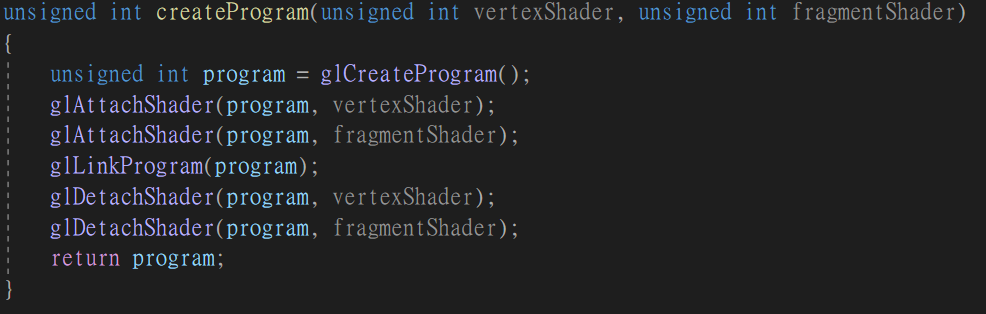 unsigned int createProgram(unsigned int vertexShader, unsigned int fragmentShader)
{
    unsigned int program = glCreateProgram();
    glAttachShader(program, vertexShader);
    glAttachShader(program, fragmentShader);
    glLinkProgram(program);
    glDetachShader(program, vertexShader);
    glDetachShader(program, fragmentShader);
    return program;
}